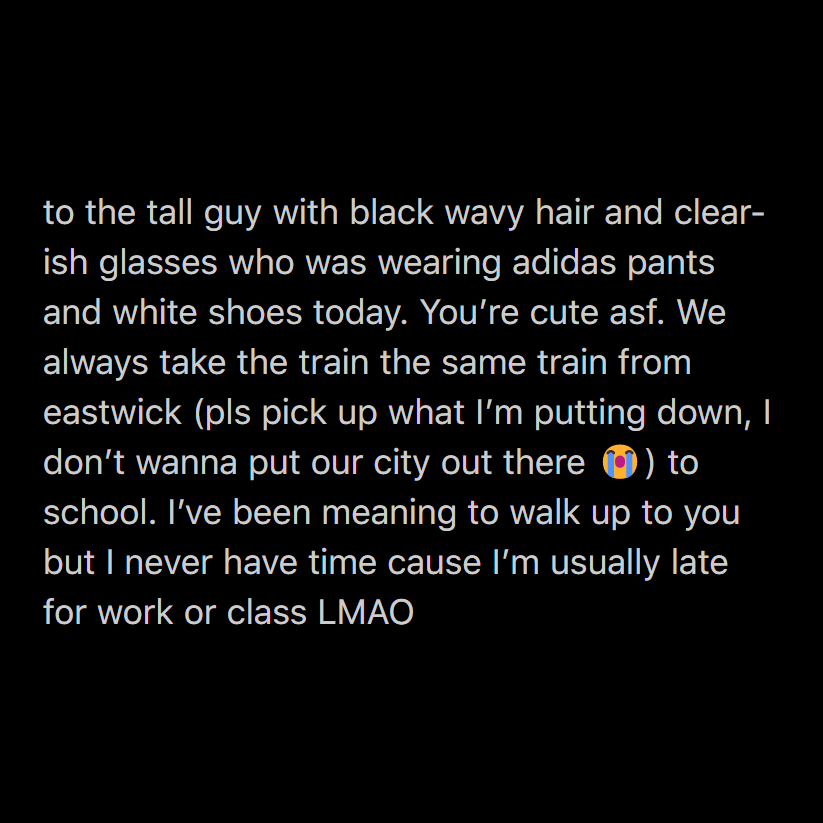 to the tall guy with black wavy hair and clear-
ish glasses who was wearing adidas pants
and white shoes today. You’re cute asf. We
always take the train the same train from
eastwick (pls pick up what I’m putting down, I
don’t wanna put our city out there 😭) to
school. I’ve been meaning to walk up to you
but I never have time cause I’m usually late
for work or class LMAO